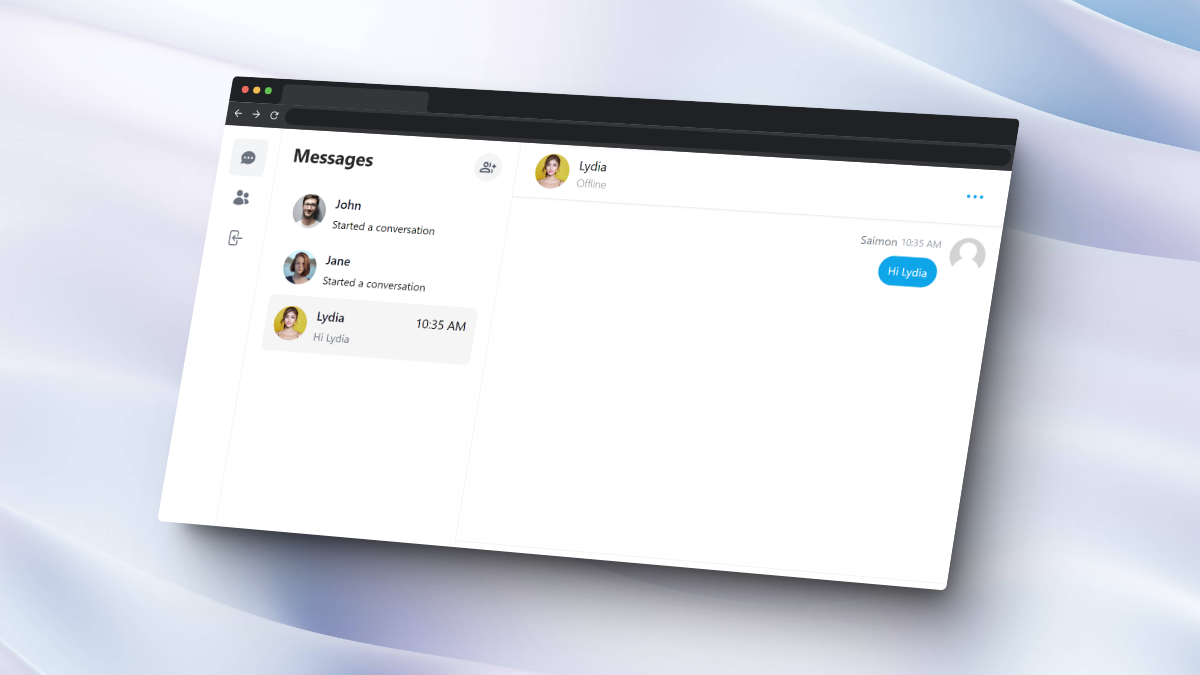 Messages
John
Started a conversation
Jane
Started a conversation
Lydia 10:35 AM
Hi Lydia
Lydia
Offline
Saimon 10:35 AM
Hi Lydia